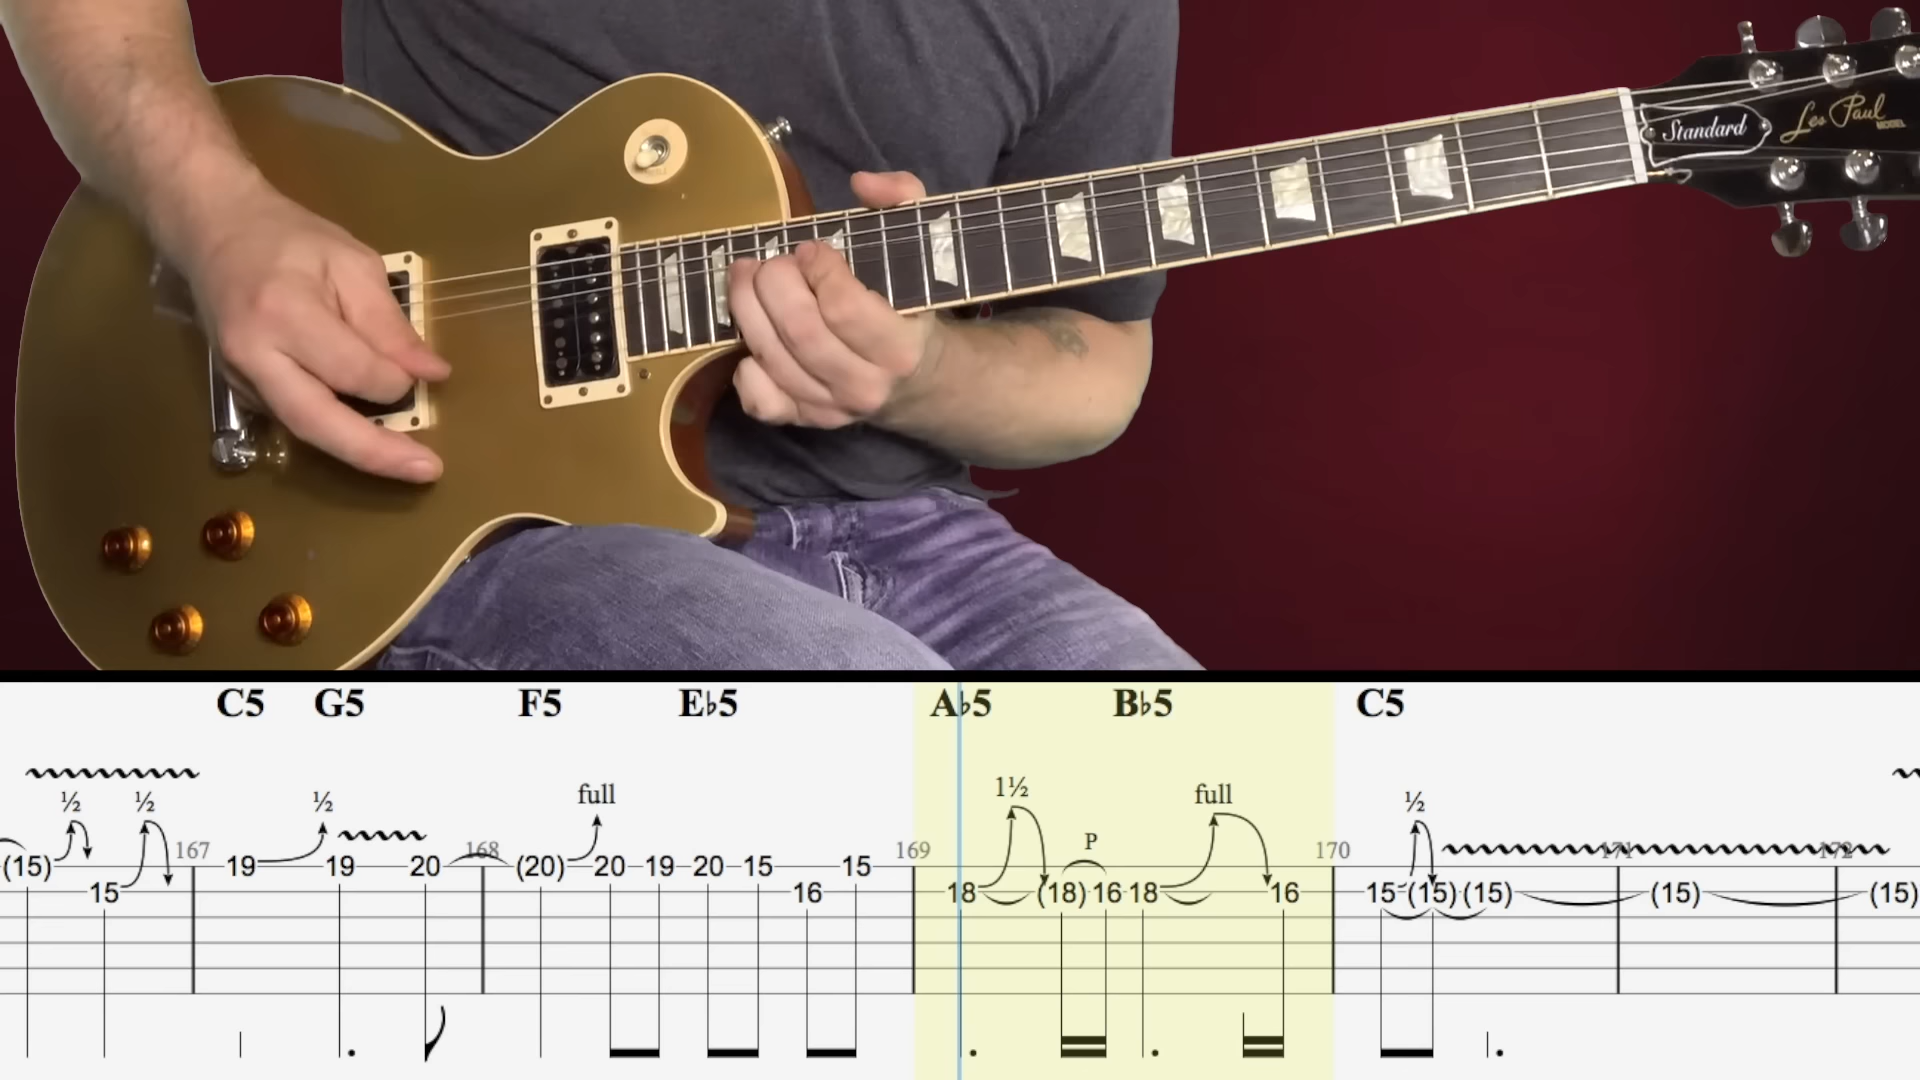 Standard
Les Paul
MODEL
C5 G5 F5 E♭5 A♭5 B♭5 C5
½ ½ ½ full 1½ full ½
P
167 168 169 170 171 172
(15) 19 19 20 (20) 20 19 20 15 15
15 16 18 (18) 16 18 16 15 (15) (15) (15) (15)